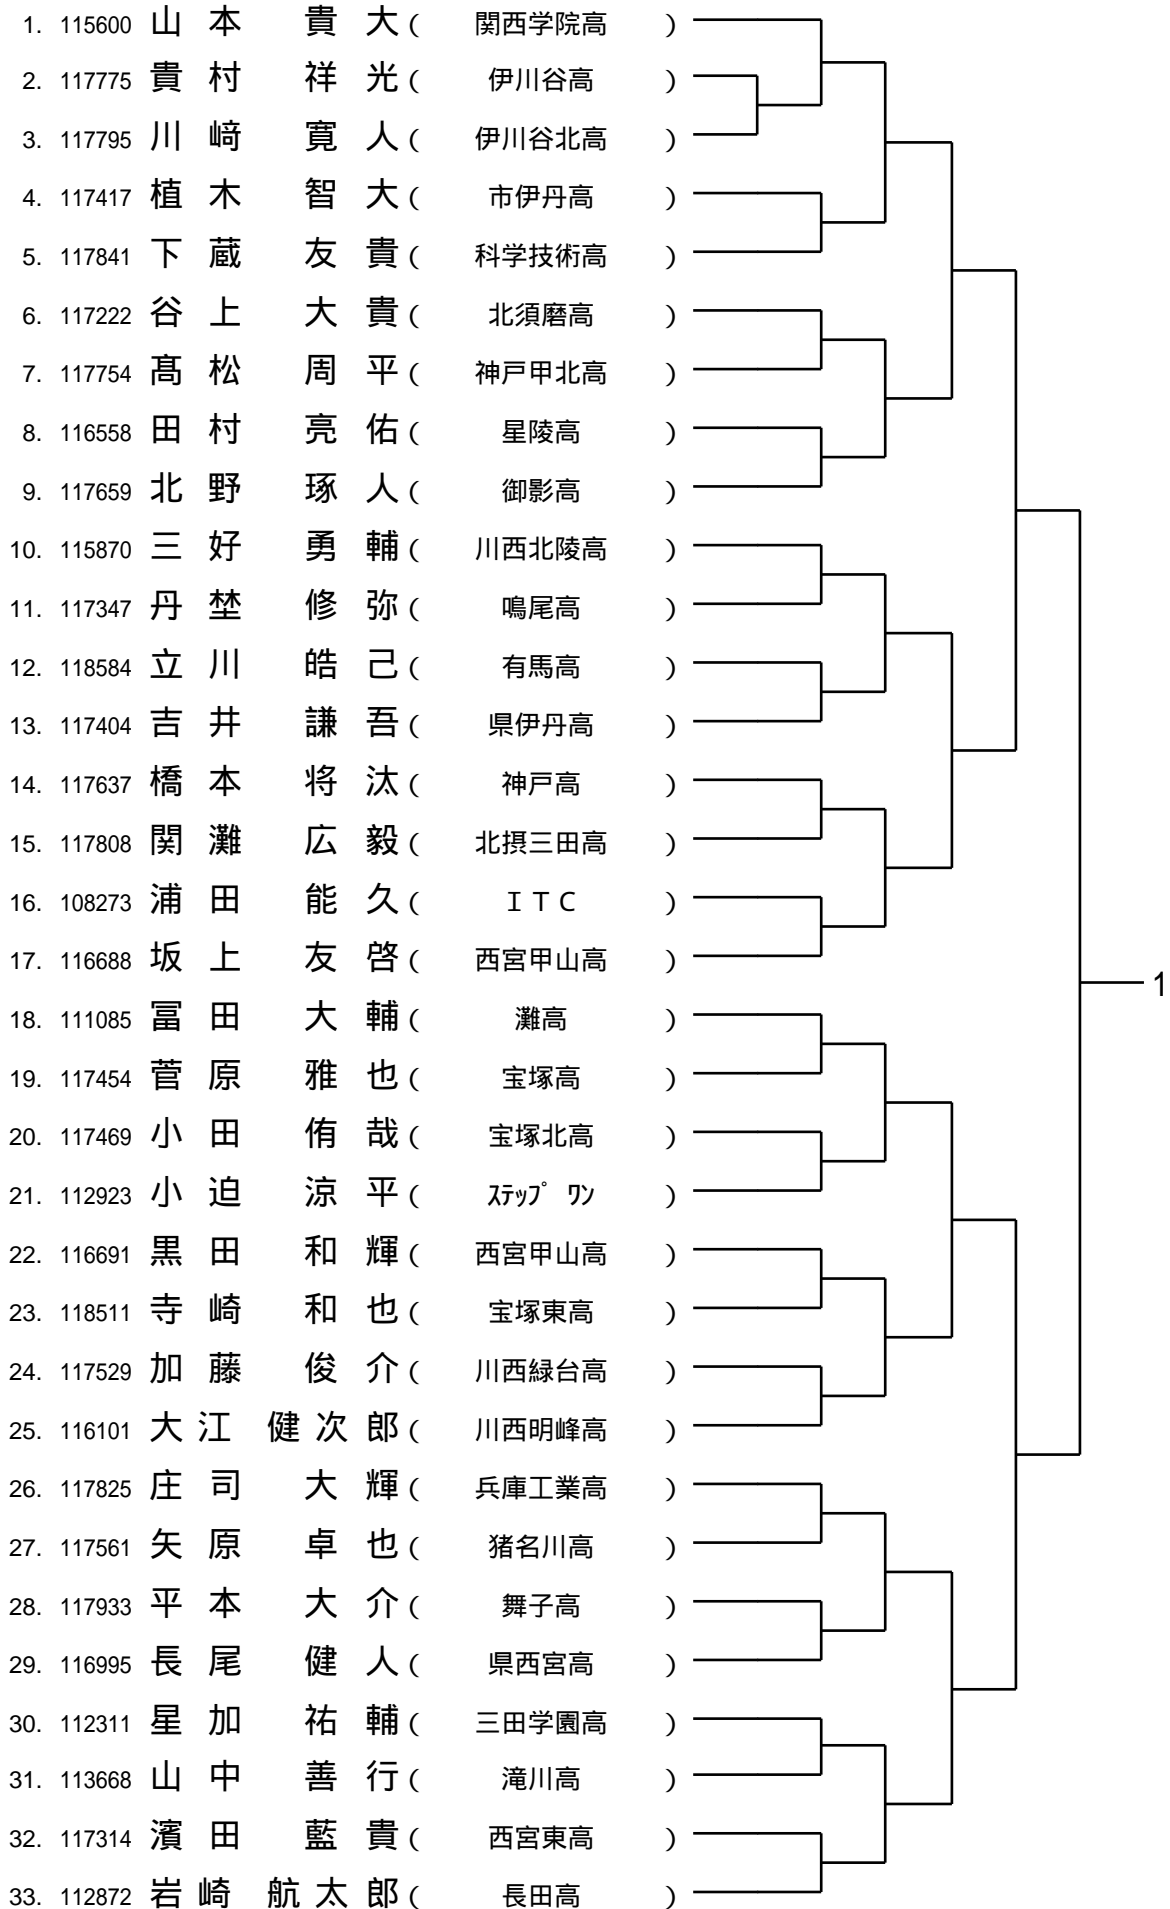 1. 115600 山本 貴大 ( 関西学院高 )
2. 117775 貴村 祥光 ( 伊川谷高 )
3. 117795 川﨑 寛人 ( 伊川谷北高 )
4. 117417 植木 智大 ( 市伊丹高 )
5. 117841 下蔵 友貴 ( 科学技術高 )
6. 117222 谷上 大貴 ( 北須磨高 )
7. 117754 髙松 周平 ( 神戸甲北高 )
8. 116558 田村 亮佑 ( 星陵高 )
9. 117659 北野 琢人 ( 御影高 )
10. 115870 三好 勇輔 ( 川西北陵高 )
11. 117347 丹埜 修弥 ( 鳴尾高 )
12. 118584 立川 皓己 ( 有馬高 )
13. 117404 吉井 謙吾 ( 県伊丹高 )
14. 117637 橋本 将汰 ( 神戸高 )
15. 117808 関灘 広毅 ( 北摂三田高 )
16. 108273 浦田 能久 ( ＩＴＣ )
17. 116688 坂上 友啓 ( 西宮甲山高 )
1
18. 111085 冨田 大輔 ( 灘高 )
19. 117454 菅原 雅也 ( 宝塚高 )
20. 117469 小田 侑哉 ( 宝塚北高 )
21. 112923 小迫 涼平 ( ｽﾃｯﾌﾟ ﾜﾝ )
22. 116691 黒田 和輝 ( 西宮甲山高 )
23. 118511 寺崎 和也 ( 宝塚東高 )
24. 117529 加藤 俊介 ( 川西緑台高 )
25. 116101 大江 健次郎 ( 川西明峰高 )
26. 117825 庄司 大輝 ( 兵庫工業高 )
27. 117561 矢原 卓也 ( 猪名川高 )
28. 117933 平本 大介 ( 舞子高 )
29. 116995 長尾 健人 ( 県西宮高 )
30. 112311 星加 祐輔 ( 三田学園高 )
31. 113668 山中 善行 ( 滝川高 )
32. 117314 濱田 藍貴 ( 西宮東高 )
33. 112872 岩崎 航太郎 ( 長田高 )